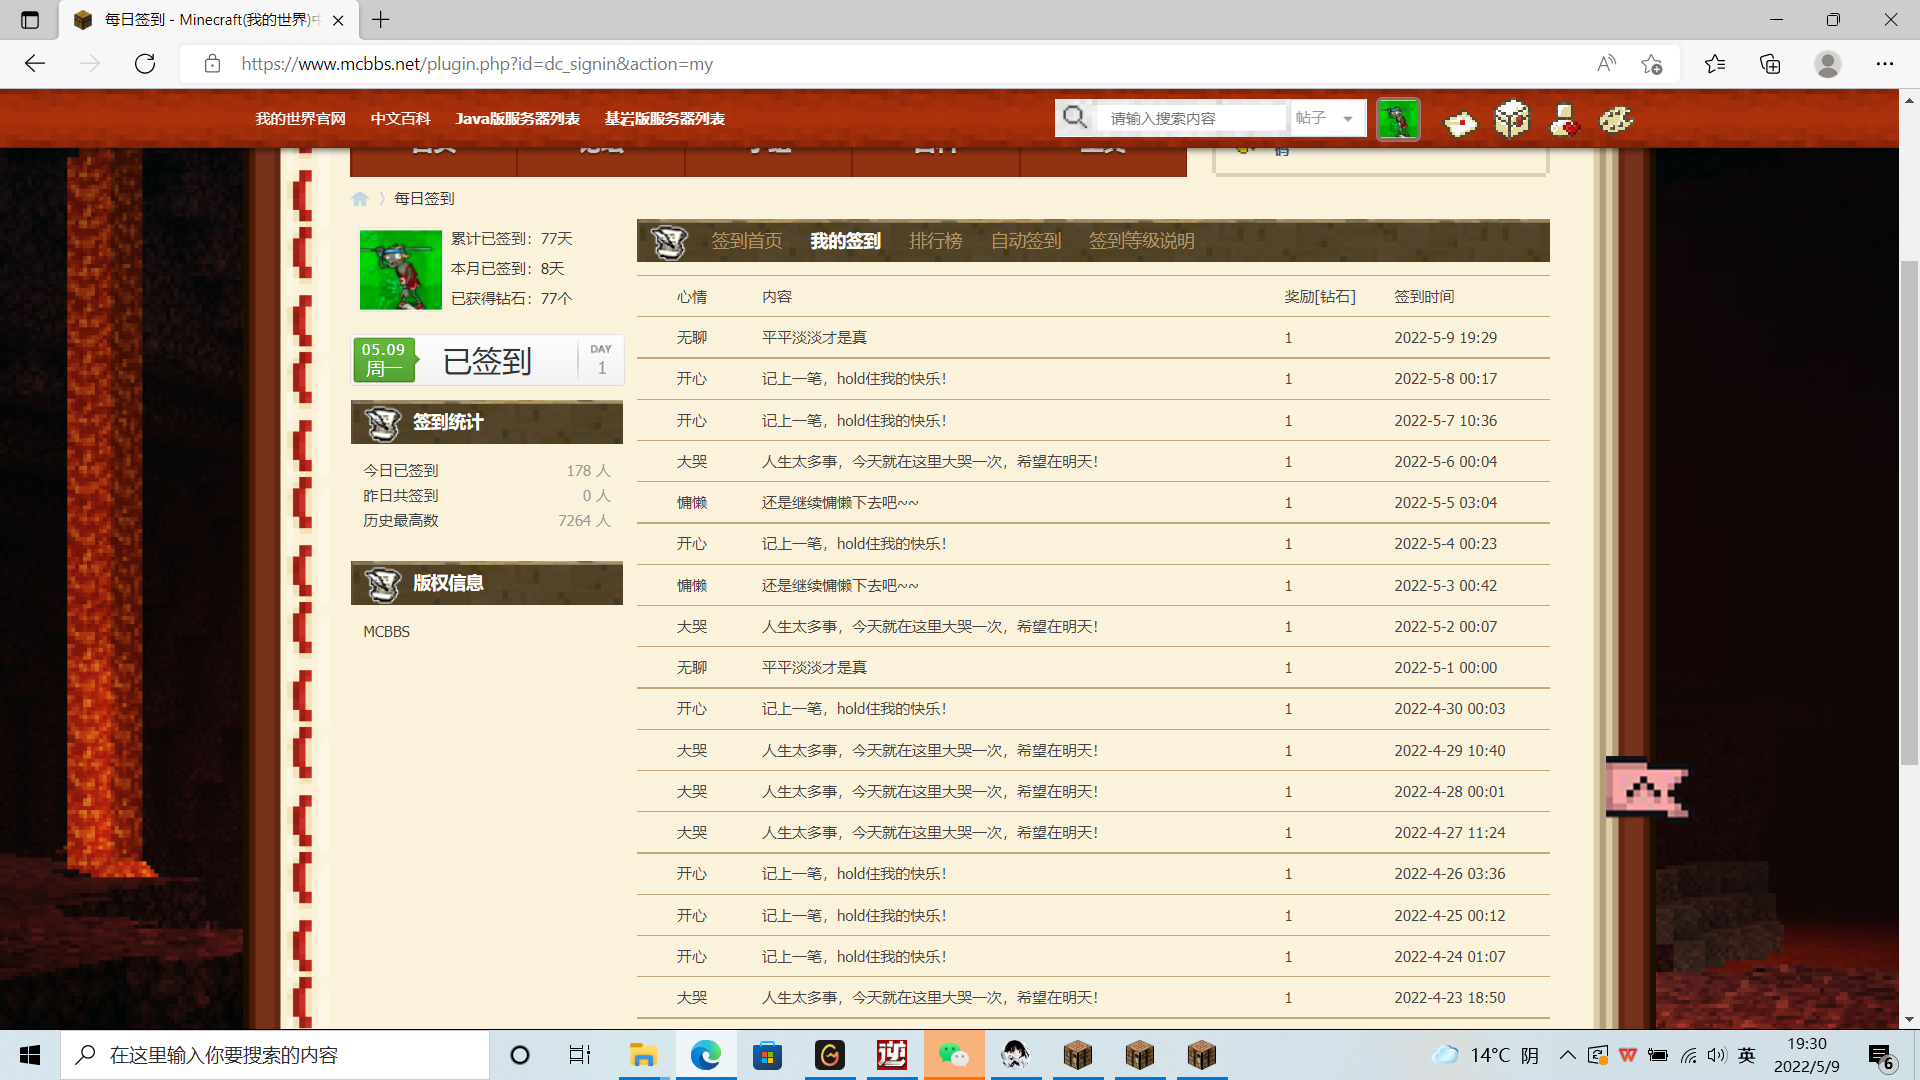 每日签到 - Minecraft(我的世界)中
https://www.mcbbs.net/plugin.php?id=dc_signin&action=my
我的世界官网 中文百科 Java版服务器列表 基岩版服务器列表
请输入搜索内容 帖子
码
每日签到
累计已签到：77天
本月已签到：8天
已获得钻石：77个
05.09
周一
已签到
DAY
1
签到统计
今日已签到 178 人
昨日共签到 0 人
历史最高数 7264 人
版权信息
MCBBS
签到首页 我的签到 排行榜 自动签到 签到等级说明
心情 内容 奖励[钻石] 签到时间
无聊 平平淡淡才是真 1 2022-5-9 19:29
开心 记上一笔，hold住我的快乐！ 1 2022-5-8 00:17
开心 记上一笔，hold住我的快乐！ 1 2022-5-7 10:36
大哭 人生太多事，今天就在这里大哭一次，希望在明天！ 1 2022-5-6 00:04
慵懒 还是继续慵懒下去吧~~ 1 2022-5-5 03:04
开心 记上一笔，hold住我的快乐！ 1 2022-5-4 00:23
慵懒 还是继续慵懒下去吧~~ 1 2022-5-3 00:42
大哭 人生太多事，今天就在这里大哭一次，希望在明天！ 1 2022-5-2 00:07
无聊 平平淡淡才是真 1 2022-5-1 00:00
开心 记上一笔，hold住我的快乐！ 1 2022-4-30 00:03
大哭 人生太多事，今天就在这里大哭一次，希望在明天！ 1 2022-4-29 10:40
大哭 人生太多事，今天就在这里大哭一次，希望在明天！ 1 2022-4-28 00:01
大哭 人生太多事，今天就在这里大哭一次，希望在明天！ 1 2022-4-27 11:24
开心 记上一笔，hold住我的快乐！ 1 2022-4-26 03:36
开心 记上一笔，hold住我的快乐！ 1 2022-4-25 00:12
开心 记上一笔，hold住我的快乐！ 1 2022-4-24 01:07
大哭 人生太多事，今天就在这里大哭一次，希望在明天！ 1 2022-4-23 18:50
在这里输入你要搜索的内容
逆
14°C 阴
英
19:30
2022/5/9
6